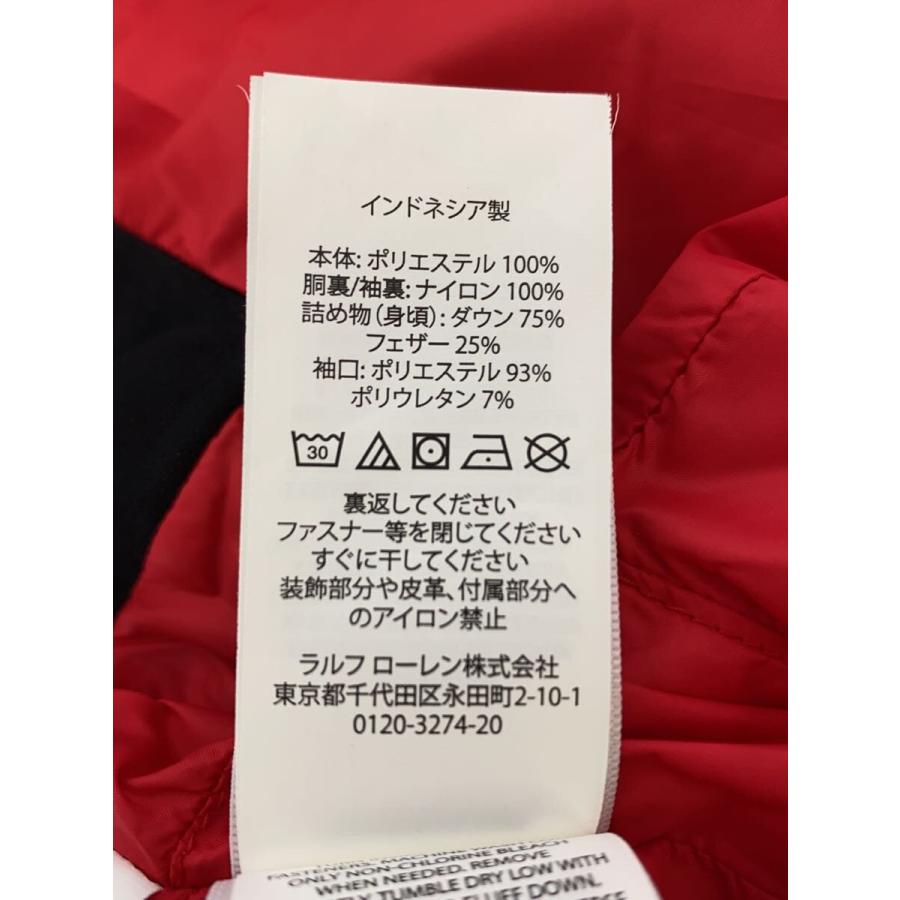 インドネシア製
本体: ポリエステル 100%
胴裏/袖裏: ナイロン 100%
詰め物(身頃): ダウン 75%
フェザー 25%
袖口: ポリエステル 93%
ポリウレタン 7%
30
裏返してください
ファスナー等を閉じてください
すぐに干してください
装飾部分や皮革、付属部分へ
のアイロン禁止
ラルフ ローレン株式会社
東京都千代田区永田町2-10-1
0120-3274-20
ONLY NON-CHLORINE BLEACH
WHEN NEEDED. REMOVE
TUMBLE DRY LOW WITH
FLUFF DOWN.